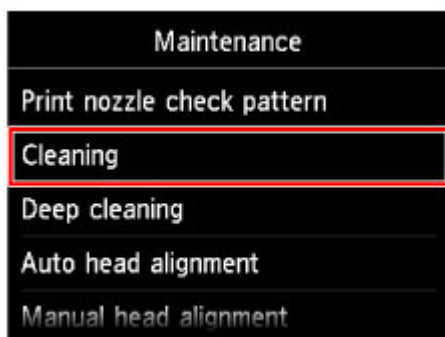 Maintenance
Print nozzle check pattern
Cleaning
Deep cleaning
Auto head alignment
Manual head alignment